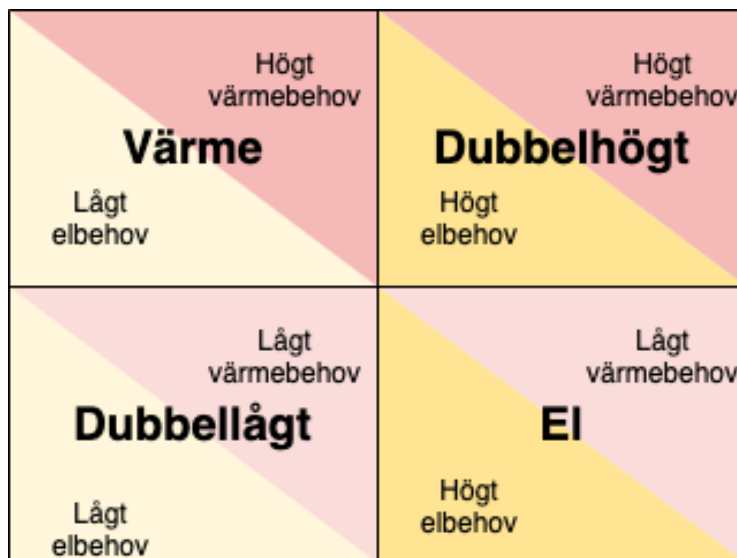 Högt
värmebehov
Värme
Lågt
elbehov
Högt
värmebehov
Dubbelhögt
Högt
elbehov
Lågt
värmebehov
Dubbellågt
Lågt
elbehov
Lågt
värmebehov
El
Högt
elbehov